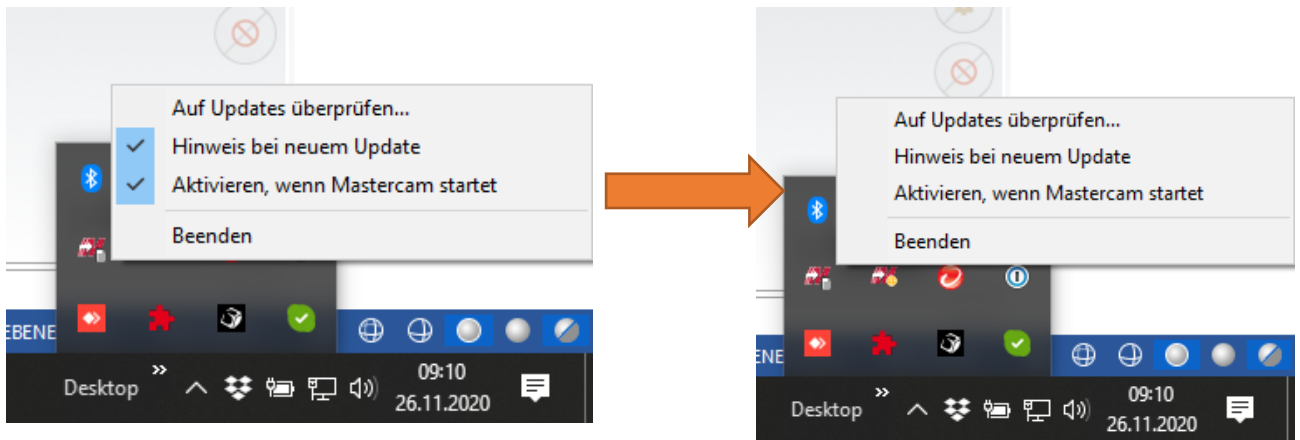 Auf Updates überprüfen...
Hinweis bei neuem Update
Aktivieren, wenn Mastercam startet
Beenden
EBENE
Desktop
09:10
26.11.2020
Auf Updates überprüfen...
Hinweis bei neuem Update
Aktivieren, wenn Mastercam startet
Beenden
ENE
Desktop
09:10
26.11.2020